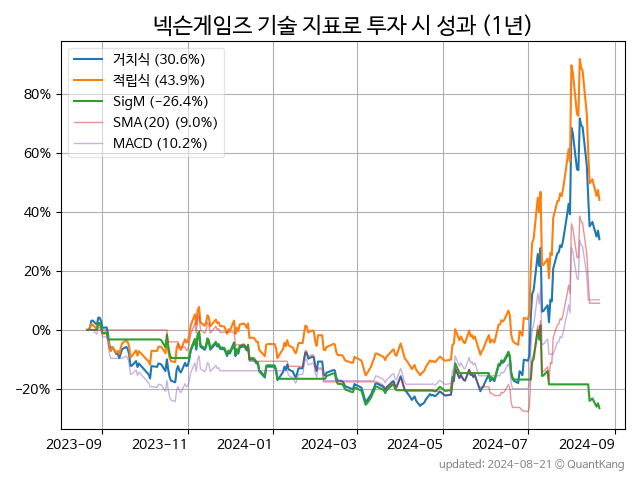 넥슨게임즈 기술 지표로 투자 시 성과 (1년)
거치식 (30.6%)
적립식 (43.9%)
SigM (−26.4%)
SMA(20) (9.0%)
MACD (10.2%)
80%
60%
40%
20%
0%
−20%
2023-09 2023-11 2024-01 2024-03 2024-05 2024-07 2024-09
updated: 2024-08-21 © QuantKang